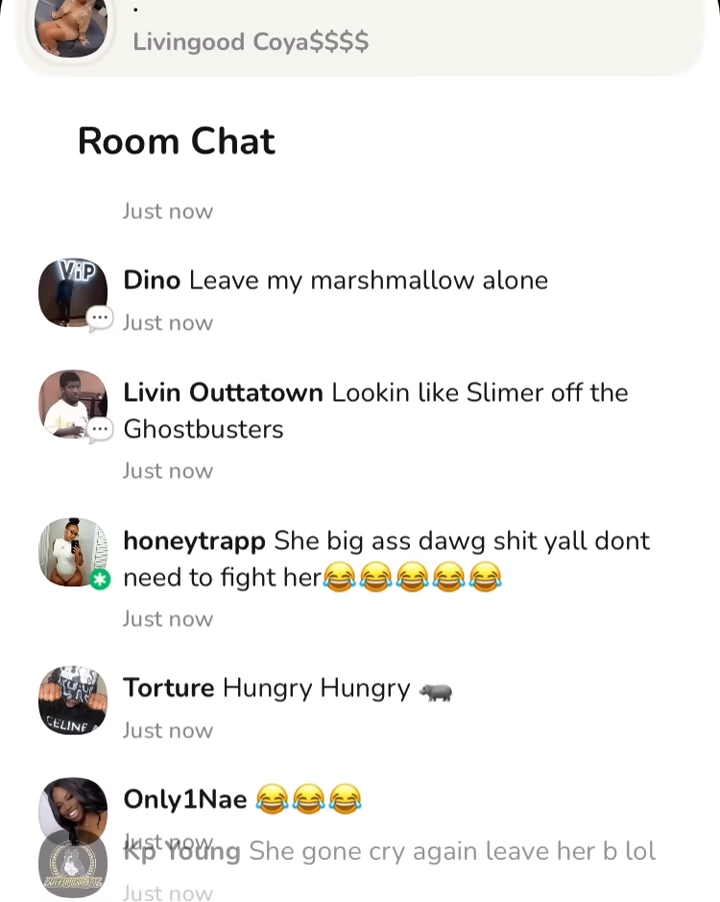 .
Livingood Coya$$$$
Room Chat
Just now
ViP
Dino Leave my marshmallow alone
Just now
Livin Outtatown Lookin like Slimer off the
Ghostbusters
Just now
honeytrapp She big ass dawg shit yall dont
need to fight her😂😂😂😂😂
Just now
Torture Hungry Hungry 🦛
CELINE
Just now
Only1Nae 😂😂😂
Just now
Kp Young She gone cry again leave her b lol
Just now